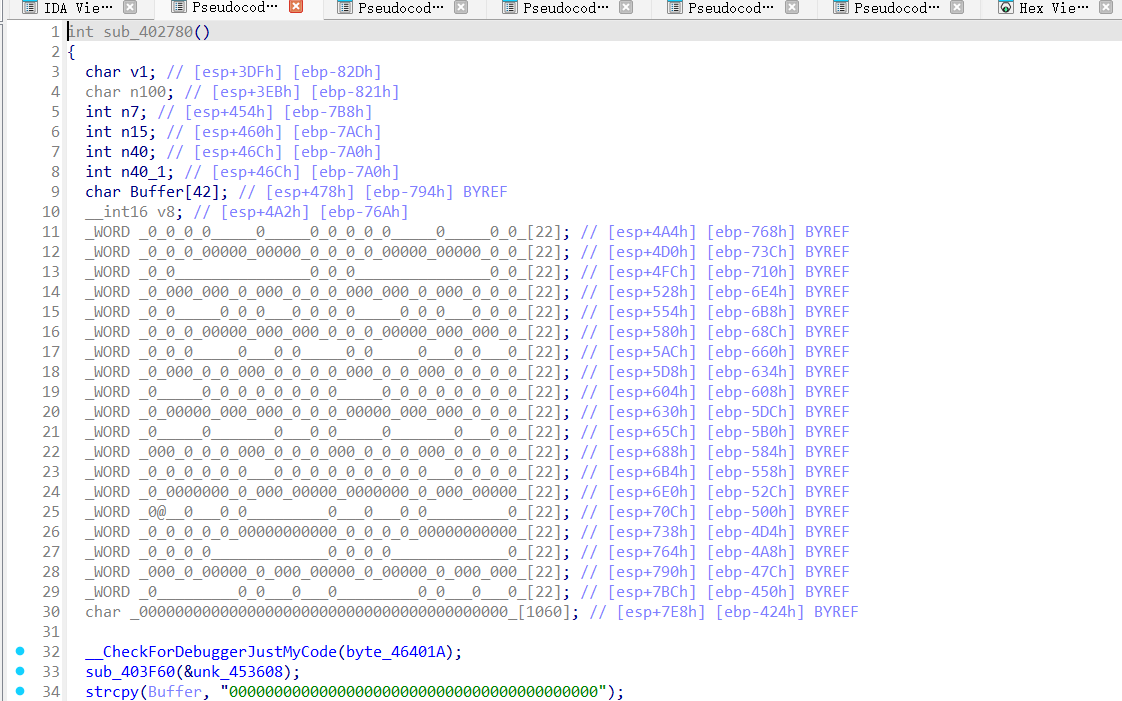 IDA Vie···
Pseudocod···
Pseudocod···
Pseudocod···
Pseudocod···
Pseudocod···
Hex Vie···
1 int sub_402780()
2 {
3 char v1; // [esp+3DFh] [ebp-82Dh]
4 char n100; // [esp+3EBh] [ebp-821h]
5 int n7; // [esp+454h] [ebp-7B8h]
6 int n15; // [esp+460h] [ebp-7ACh]
7 int n40; // [esp+46Ch] [ebp-7A0h]
8 int n40_1; // [esp+46Ch] [ebp-7A0h]
9 char Buffer[42]; // [esp+478h] [ebp-794h] BYREF
10 __int16 v8; // [esp+4A2h] [ebp-76Ah]
11 _WORD _0_0_0_0_____0_____0_0_0_0_0_____0_____0_0_[22]; // [esp+4A4h] [ebp-768h] BYREF
12 _WORD _0_0_0_00000_00000_0_0_0_0_00000_00000_0_0_[22]; // [esp+4D0h] [ebp-73Ch] BYREF
13 _WORD _0_0_______________0_0_0_______________0_0_[22]; // [esp+4FCh] [ebp-710h] BYREF
14 _WORD _0_000_000_0_000_0_0_0_000_000_0_000_0_0_0_[22]; // [esp+528h] [ebp-6E4h] BYREF
15 _WORD _0_0_____0_0_0___0_0_0_0_____0_0_0___0_0_0_[22]; // [esp+554h] [ebp-6B8h] BYREF
16 _WORD _0_0_0_00000_000_000_0_0_0_00000_000_000_0_[22]; // [esp+580h] [ebp-68Ch] BYREF
17 _WORD _0_0_0_____0___0_0_____0_0_____0___0_0___0_[22]; // [esp+5ACh] [ebp-660h] BYREF
18 _WORD _0_000_0_0_000_0_0_0_0_000_0_0_000_0_0_0_0_[22]; // [esp+5D8h] [ebp-634h] BYREF
19 _WORD _0_____0_0_0_0_0_0_0_0_____0_0_0_0_0_0_0_0_[22]; // [esp+604h] [ebp-608h] BYREF
20 _WORD _0_00000_000_000_0_0_0_00000_000_000_0_0_0_[22]; // [esp+630h] [ebp-5DCh] BYREF
21 _WORD _0_____0_______0___0_0_____0_______0___0_0_[22]; // [esp+65Ch] [ebp-5B0h] BYREF
22 _WORD _000_0_0_0_000_0_0_0_000_0_0_0_000_0_0_0_0_[22]; // [esp+688h] [ebp-584h] BYREF
23 _WORD _0_0_0_0_0_0___0_0_0_0_0_0_0_0_0___0_0_0_0_[22]; // [esp+6B4h] [ebp-558h] BYREF
24 _WORD _0_0000000_0_000_00000_0000000_0_000_00000_[22]; // [esp+6E0h] [ebp-52Ch] BYREF
25 _WORD _0@__0___0_0_________0___0___0_0_________0_[22]; // [esp+70Ch] [ebp-500h] BYREF
26 _WORD _0_0_0_0_0_00000000000_0_0_0_0_00000000000_[22]; // [esp+738h] [ebp-4D4h] BYREF
27 _WORD _0_0_0_0_____________0_0_0_0_____________0_[22]; // [esp+764h] [ebp-4A8h] BYREF
28 _WORD _000_0_00000_0_000_00000_0_00000_0_000_000_[22]; // [esp+790h] [ebp-47Ch] BYREF
29 _WORD _0_________0_0___0___0_________0_0___0___0_[22]; // [esp+7BCh] [ebp-450h] BYREF
30 char _00000000000000000000000000000000000000000_[1060]; // [esp+7E8h] [ebp-424h] BYREF
31
32 __CheckForDebuggerJustMyCode(byte_46401A);
33 sub_403F60(&unk_453608);
34 strcpy(Buffer, "00000000000000000000000000000000000000000");